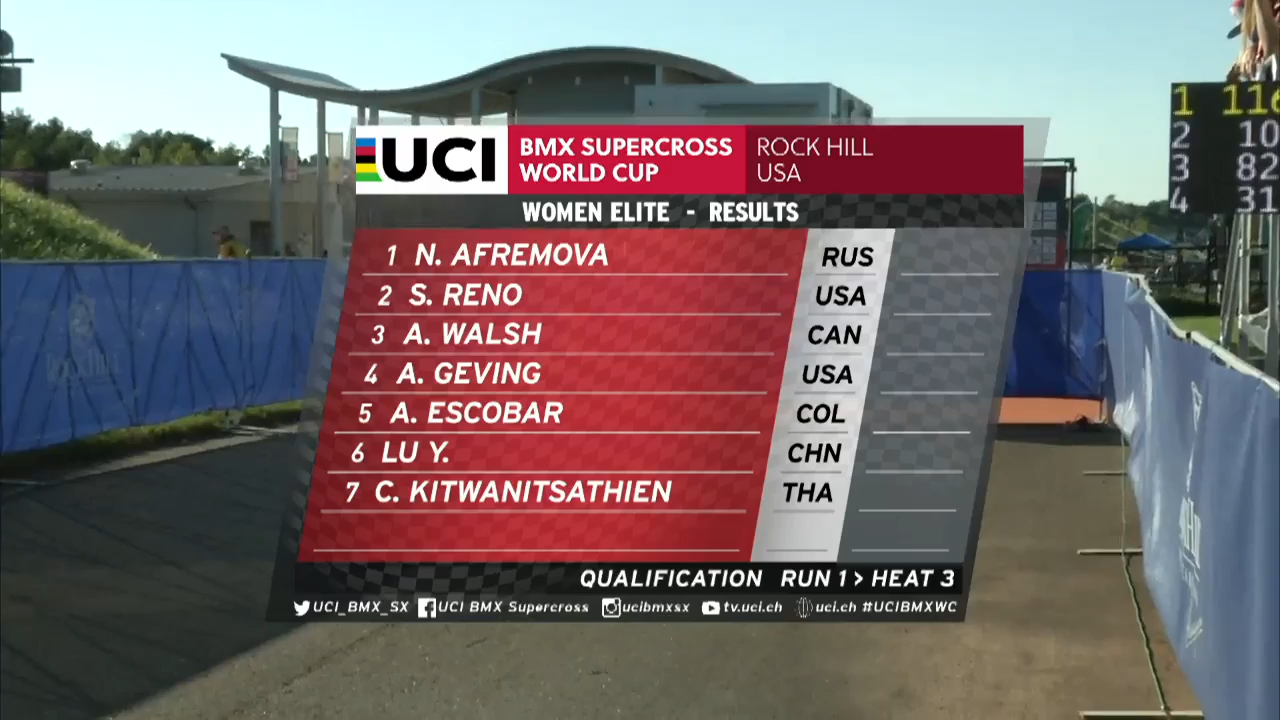 UCI
BMX SUPERCROSS
WORLD CUP
ROCK HILL
USA
WOMEN ELITE - RESULTS
1 N. AFREMOVA RUS
2 S. RENO USA
3 A. WALSH CAN
4 A. GEVING USA
5 A. ESCOBAR COL
6 LU Y. CHN
7 C. KITWANITSATHIEN THA
QUALIFICATION RUN 1 > HEAT 3
UCI_BMX_SX UCI BMX Supercross ucibmxsx tv.uci.ch uci.ch #UCIBMXWC
1 116
2 10
3 82
4 31